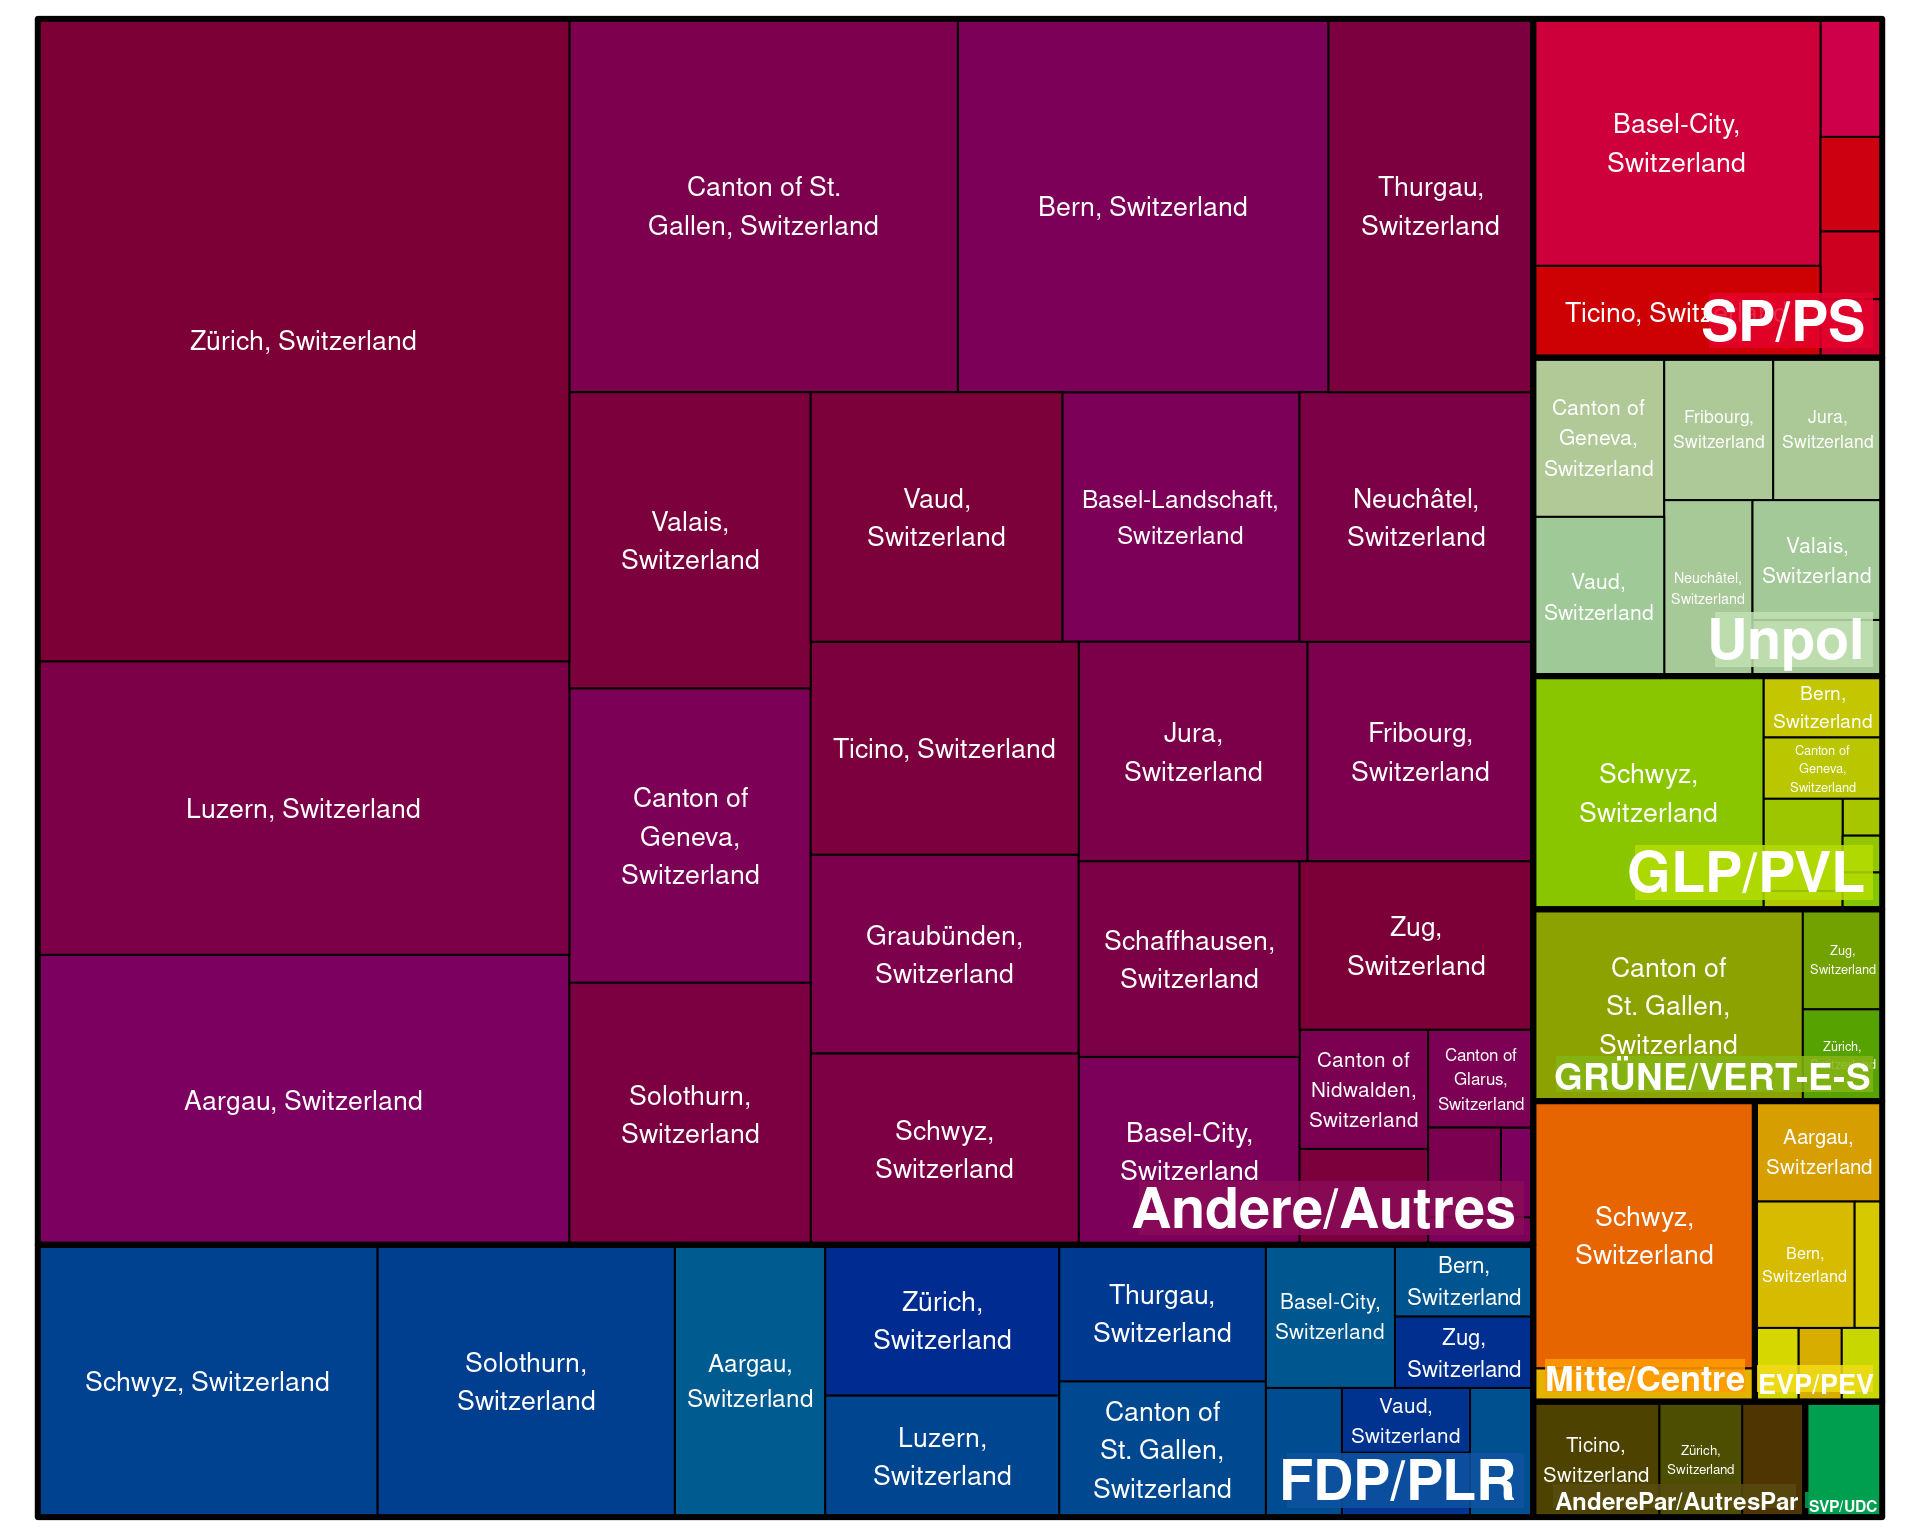 Zürich, Switzerland
Luzern, Switzerland
Aargau, Switzerland
Canton of St.
Gallen, Switzerland
Bern, Switzerland
Thurgau,
Switzerland
Valais,
Switzerland
Vaud,
Switzerland
Basel-Landschaft,
Switzerland
Neuchâtel,
Switzerland
Canton of
Geneva,
Switzerland
Solothurn,
Switzerland
Ticino, Switzerland
Jura,
Switzerland
Fribourg,
Switzerland
Graubünden,
Switzerland
Schaffhausen,
Switzerland
Zug,
Switzerland
Schwyz,
Switzerland
Basel-City,
Switzerland
Canton of
Nidwalden,
Switzerland
Canton of
Glarus,
Switzerland
Andere/Autres
Schwyz, Switzerland
Solothurn,
Switzerland
Aargau,
Switzerland
Zürich,
Switzerland
Luzern,
Switzerland
Thurgau,
Switzerland
Canton of
St. Gallen,
Switzerland
Basel-City,
Switzerland
Bern,
Switzerland
Zug,
Switzerland
Vaud,
Switzerland
FDP/PLR
Basel-City,
Switzerland
Ticino, Switzerland
SP/PS
Canton of
Geneva,
Switzerland
Fribourg,
Switzerland
Jura,
Switzerland
Vaud,
Switzerland
Neuchâtel,
Switzerland
Valais,
Switzerland
Unpol
Schwyz,
Switzerland
Bern,
Switzerland
Canton of
Geneva,
Switzerland
GLP/PVL
Canton of
St. Gallen,
Switzerland
Zug,
Switzerland
Zürich,
Switzerland
GRÜNE/VERT-E-S
Schwyz,
Switzerland
Mitte/Centre
Aargau,
Switzerland
Bern,
Switzerland
EVP/PEV
Ticino,
Switzerland
Zürich,
Switzerland
AnderePar/AutresPar
SVP/UDC